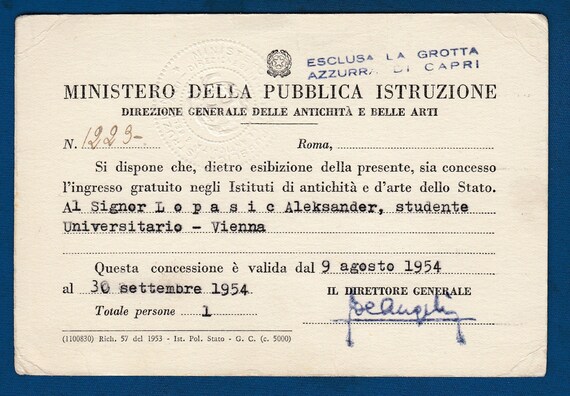 ESCLUSA LA GROTTA
AZZURRA DI CAPRI
MINISTERO DELLA PUBBLICA ISTRUZIONE
DIREZIONE GENERALE DELLE ANTICHITÀ E BELLE ARTI
N. 1223- Roma,
Si dispone che, dietro esibizione della presente, sia concesso
l'ingresso gratuito negli Istituti di antichità e d'arte dello Stato.
Al Signor L o p a s i c Aleksander, studente
Universitario - Vienna
Questa concessione è valida dal 9 agosto 1954
al 30 settembre 1954
IL DIRETTORE GENERALE
Totale persone 1
DeAngelis
(1100830) Rich. 57 del 1953 - Ist. Pol. Stato - G. C. (c. 5000)